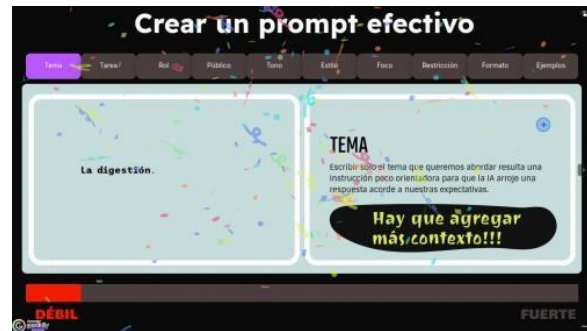 Crear un prompt efectivo
Tema
Tarea
Rol
Público
Tono
Estilo
Foco
Restricción
Formato
Ejemplos
La digestión.
TEMA
Escribir solo el tema que queremos abordar resulta una
instrucción poco orientadora para que la IA arroje una
respuesta acorde a nuestras expectativas.
Hay que agregar
más contexto!!!
DÉBIL
FUERTE